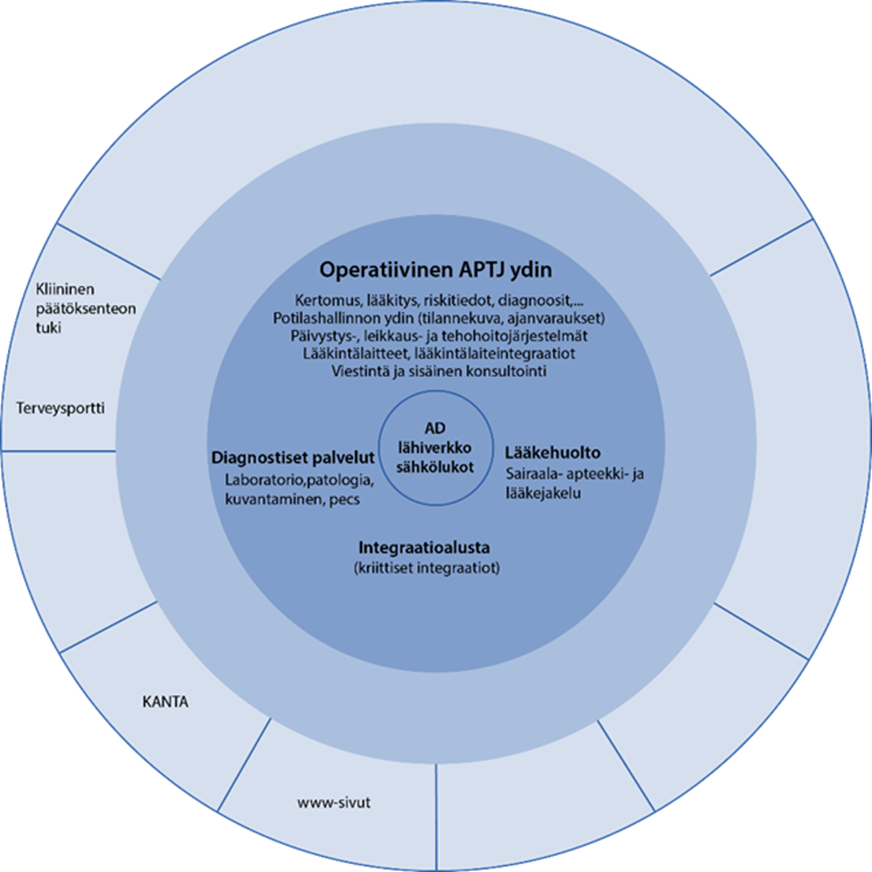 Operatiivinen APTJ ydin
Kertomus, lääkitys, riskitiedot, diagnoosit,...
Potilashallinnon ydin (tilannekuva, ajanvaraukset)
Päivystys-, leikkaus- ja tehohoitojärjestelmät
Lääkintälaitteet, lääkintälaiteintegraatiot
Viestintä ja sisäinen konsultointi
Kliininen
päätöksenteon
tuki
Terveysportti
AD
lähiverkko
sähkölukot
Diagnostiset palvelut
Laboratorio,patologia,
kuvantaminen, pecs
Lääkehuolto
Sairaala- apteekki- ja
lääkejakelu
Integraatioalusta
(kriittiset integraatiot)
KANTA
www-sivut